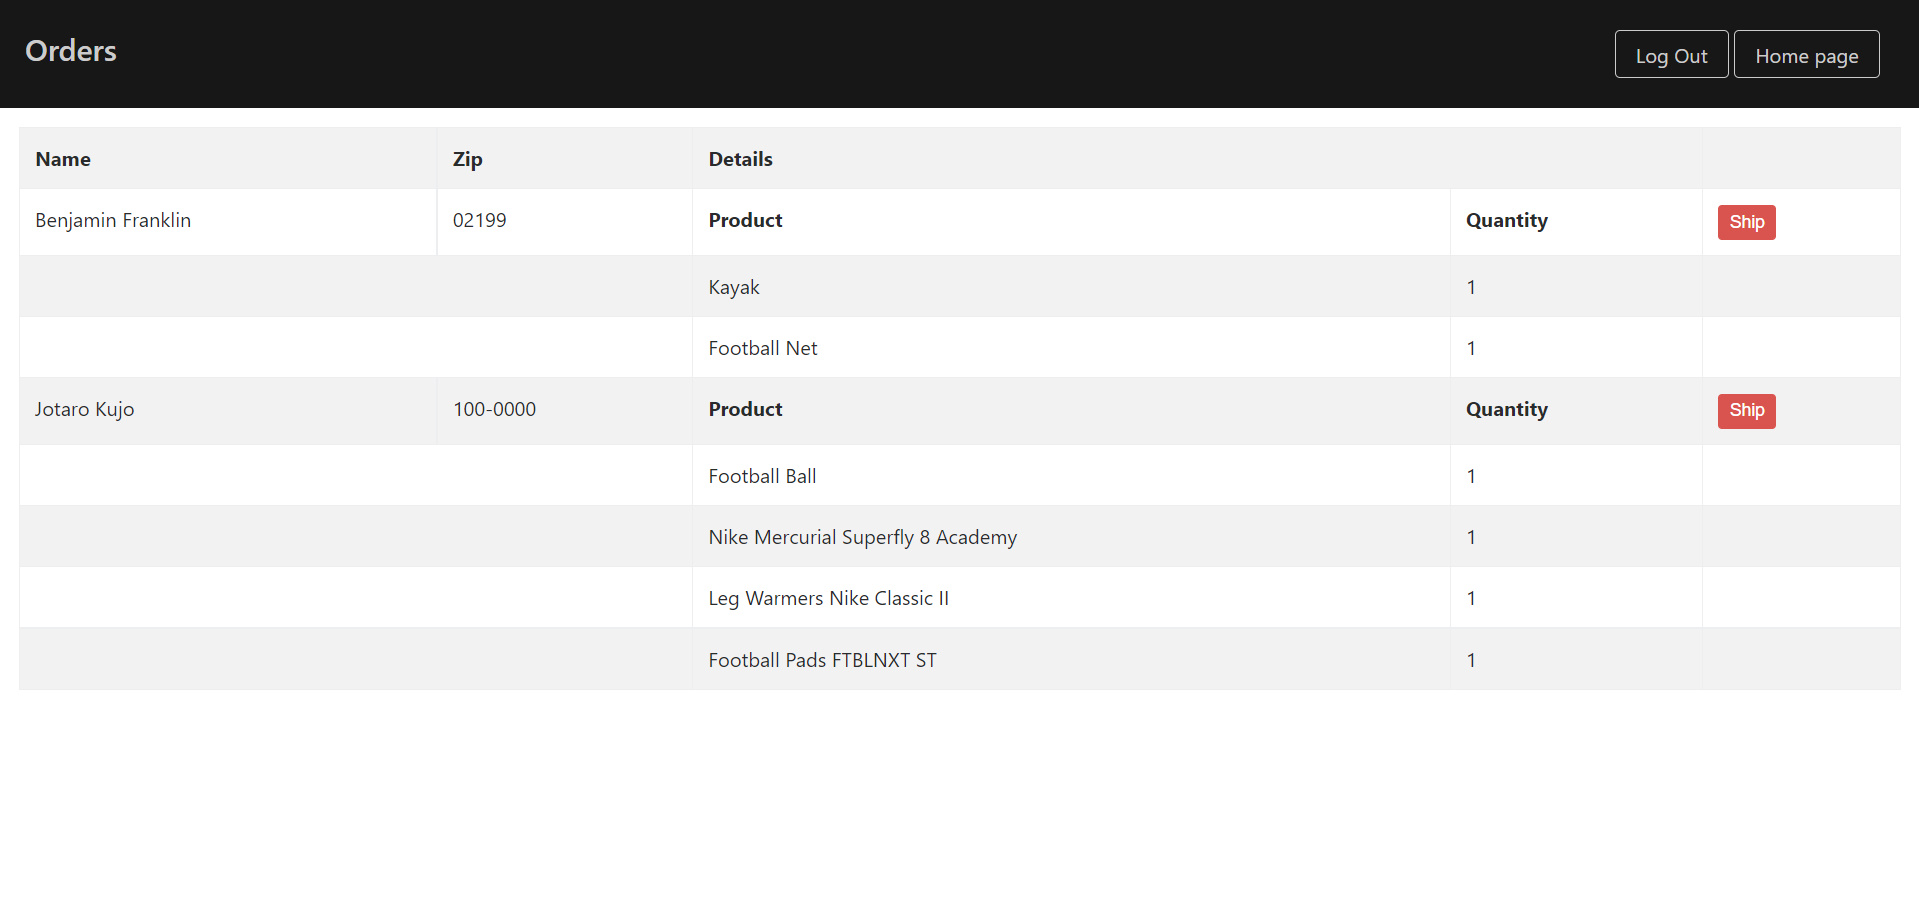 Orders
Log Out Home page
Name Zip Details
Benjamin Franklin 02199 Product Quantity Ship
Kayak 1
Football Net 1
Jotaro Kujo 100-0000 Product Quantity Ship
Football Ball 1
Nike Mercurial Superfly 8 Academy 1
Leg Warmers Nike Classic II 1
Football Pads FTBLNXT ST 1